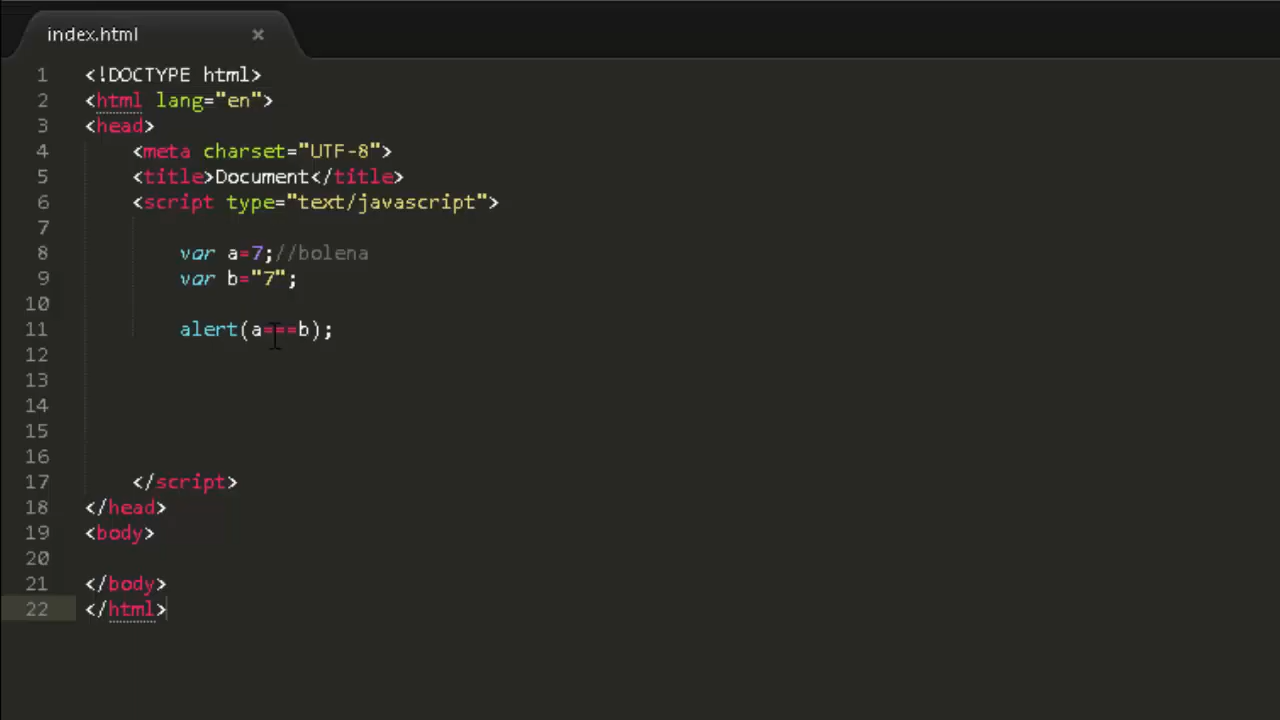 index.html ×
1 <!DOCTYPE html>
2 <html lang="en">
3 <head>
4 <meta charset="UTF-8">
5 <title>Document</title>
6 <script type="text/javascript">
7
8 var a=7;//bolena
9 var b="7";
10
11 alert(a===b);
12
13
14
15
16
17 </script>
18 </head>
19 <body>
20
21 </body>
22 </html>